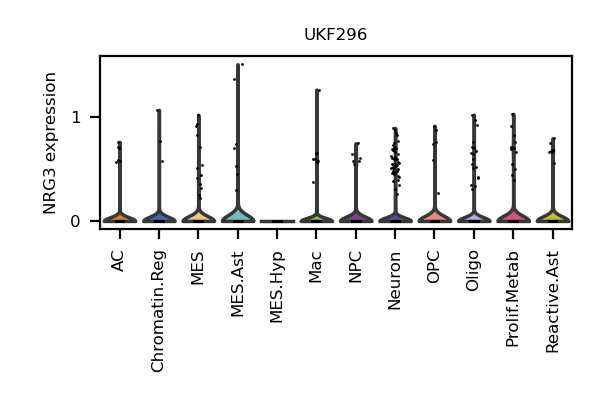 UKF296
NRG3 expression
1
0
AC
Chromatin.Reg
MES
MES.Ast
MES.Hyp
Mac
NPC
Neuron
OPC
Oligo
Prolif.Metab
Reactive.Ast